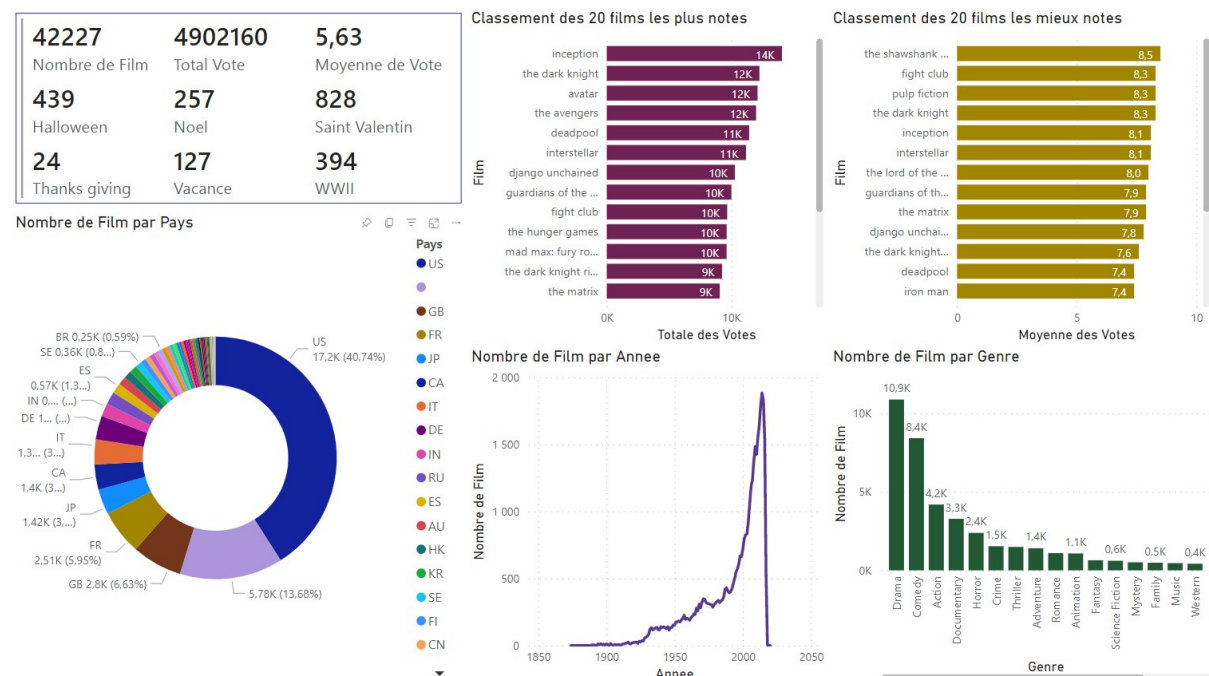 42227 4902160 5,63
Nombre de Film Total Vote Moyenne de Vote
439 257 828
Halloween Noel Saint Valentin
24 127 394
Thanks giving Vacance WWII
Nombre de Film par Pays
Pays
US
GB
FR
JP
CA
IT
DE
IN
RU
ES
AU
HK
KR
SE
FI
CN
US
17,2K (40,74%)
5,78K (13,68%)
GB 2,8K (6,63%)
FR
2,51K (5,95%)
JP
1,42K (3,...)
CA
1,4K (3...)
IT
1,3... (3...)
DE 1... (...)
IN 0,... (...)
ES
0,57K (1,3...)
SE 0,36K (0,8...)
BR 0,25K (0,59%)
Classement des 20 films les plus notes
Film
inception 14K
the dark knight 12K
avatar 12K
the avengers 12K
deadpool 11K
interstellar 11K
django unchained 10K
guardians of the ... 10K
fight club 10K
the hunger games 10K
mad max: fury ro... 10K
the dark knight ri... 9K
the matrix 9K
0K 10K
Totale des Votes
Classement des 20 films les mieux notes
Film
the shawshank ... 8,5
fight club 8,3
pulp fiction 8,3
the dark knight 8,3
inception 8,1
interstellar 8,1
the lord of the ... 8,0
guardians of th... 7,9
the matrix 7,9
django unchai... 7,8
the dark knight... 7,6
deadpool 7,4
iron man 7,4
0 5 10
Moyenne des Votes
Nombre de Film par Annee
Nombre de Film
2 000
1 500
1 000
500
0
1850 1900 1950 2000 2050
Annee
Nombre de Film par Genre
Nombre de Film
10K
5K
0K
10,9K 8,4K 4,2K 3,3K 2,4K 1,5K 1,4K 1,1K 0,6K 0,5K 0,4K
Drama
Comedy
Action
Documentary
Horror
Crime
Thriller
Adventure
Romance
Animation
Fantasy
Science Fiction
Mystery
Family
Music
Western
Genre